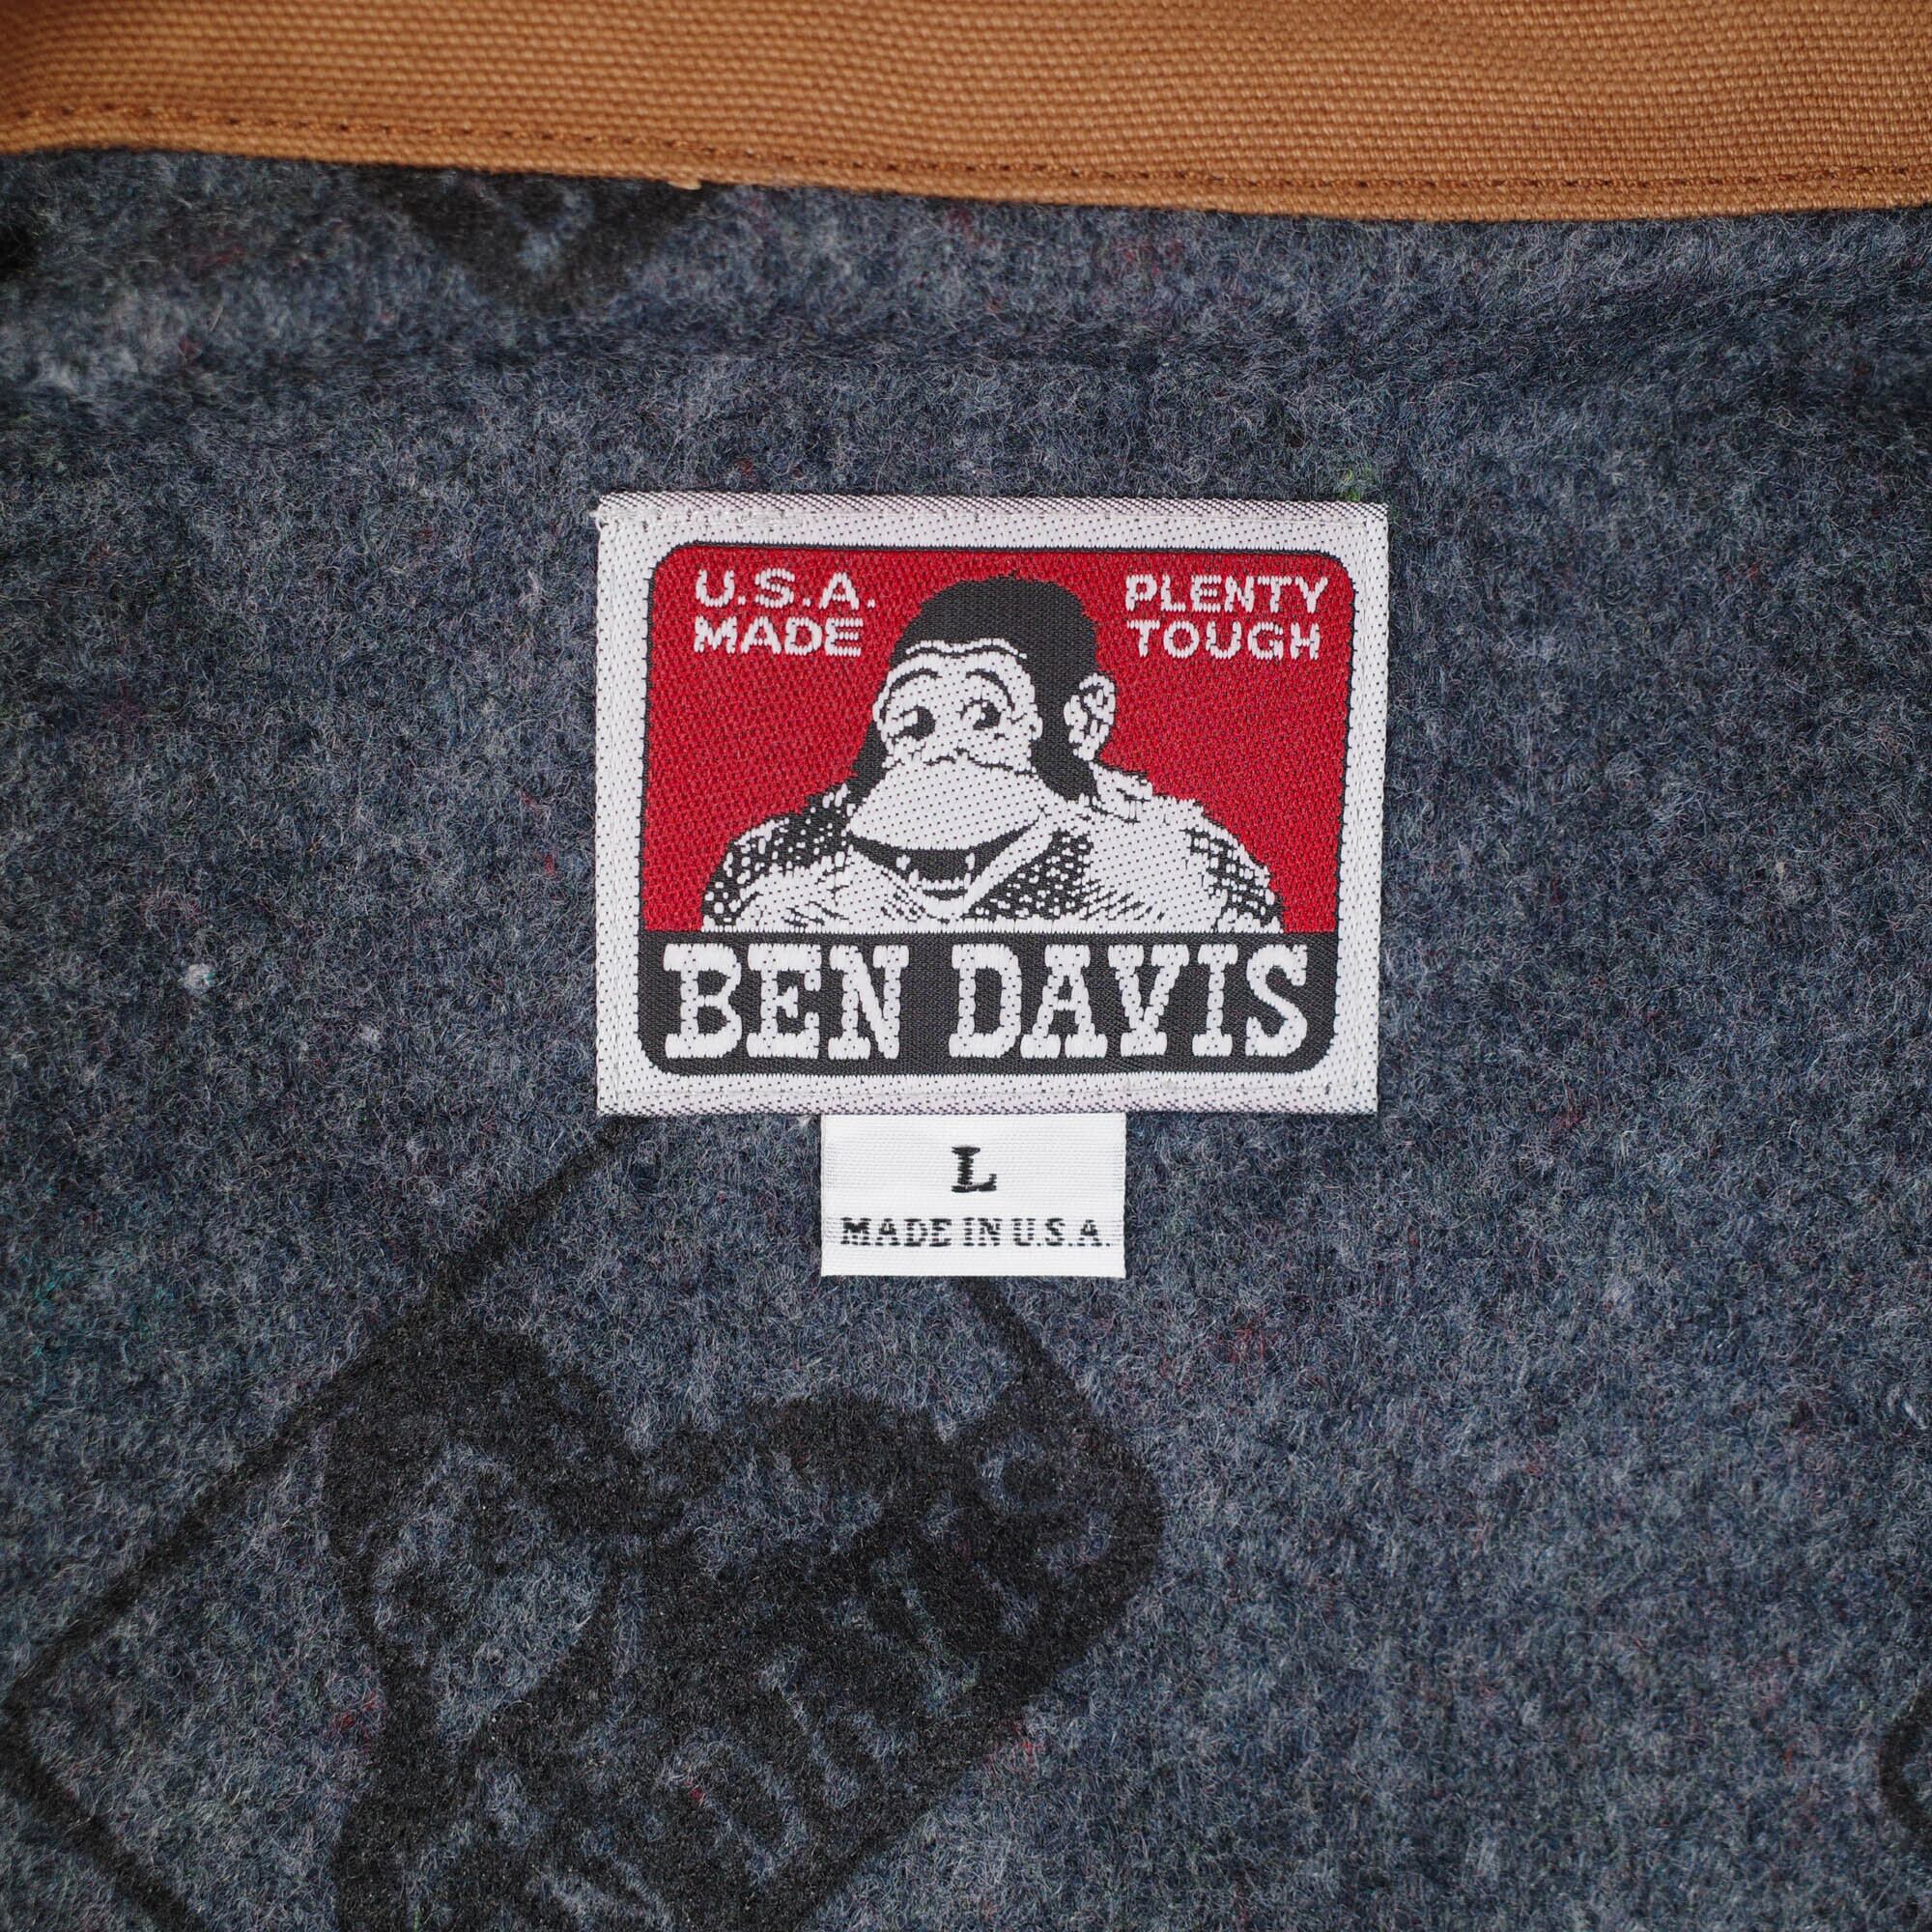 U.S.A.
MADE
PLENTY
TOUGH
BEN DAVIS
L
MADE IN U.S.A.